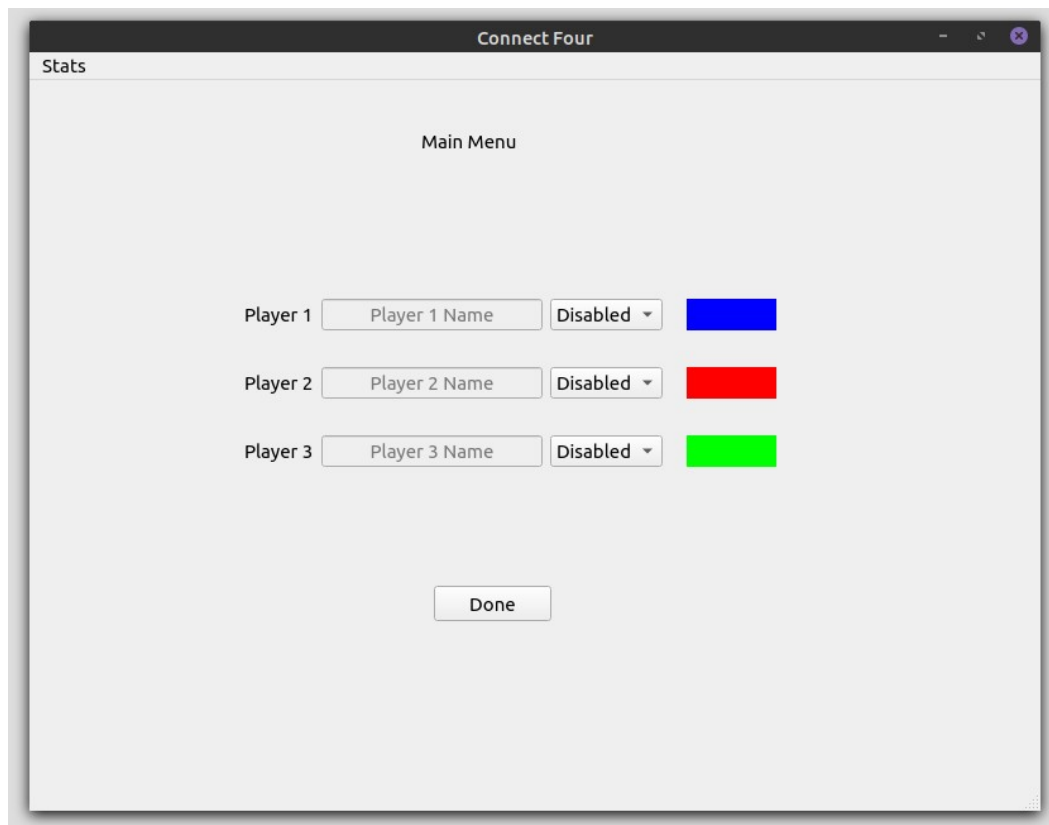 Connect Four
Stats
Main Menu
Player 1 Player 1 Name Disabled
Player 2 Player 2 Name Disabled
Player 3 Player 3 Name Disabled
Done